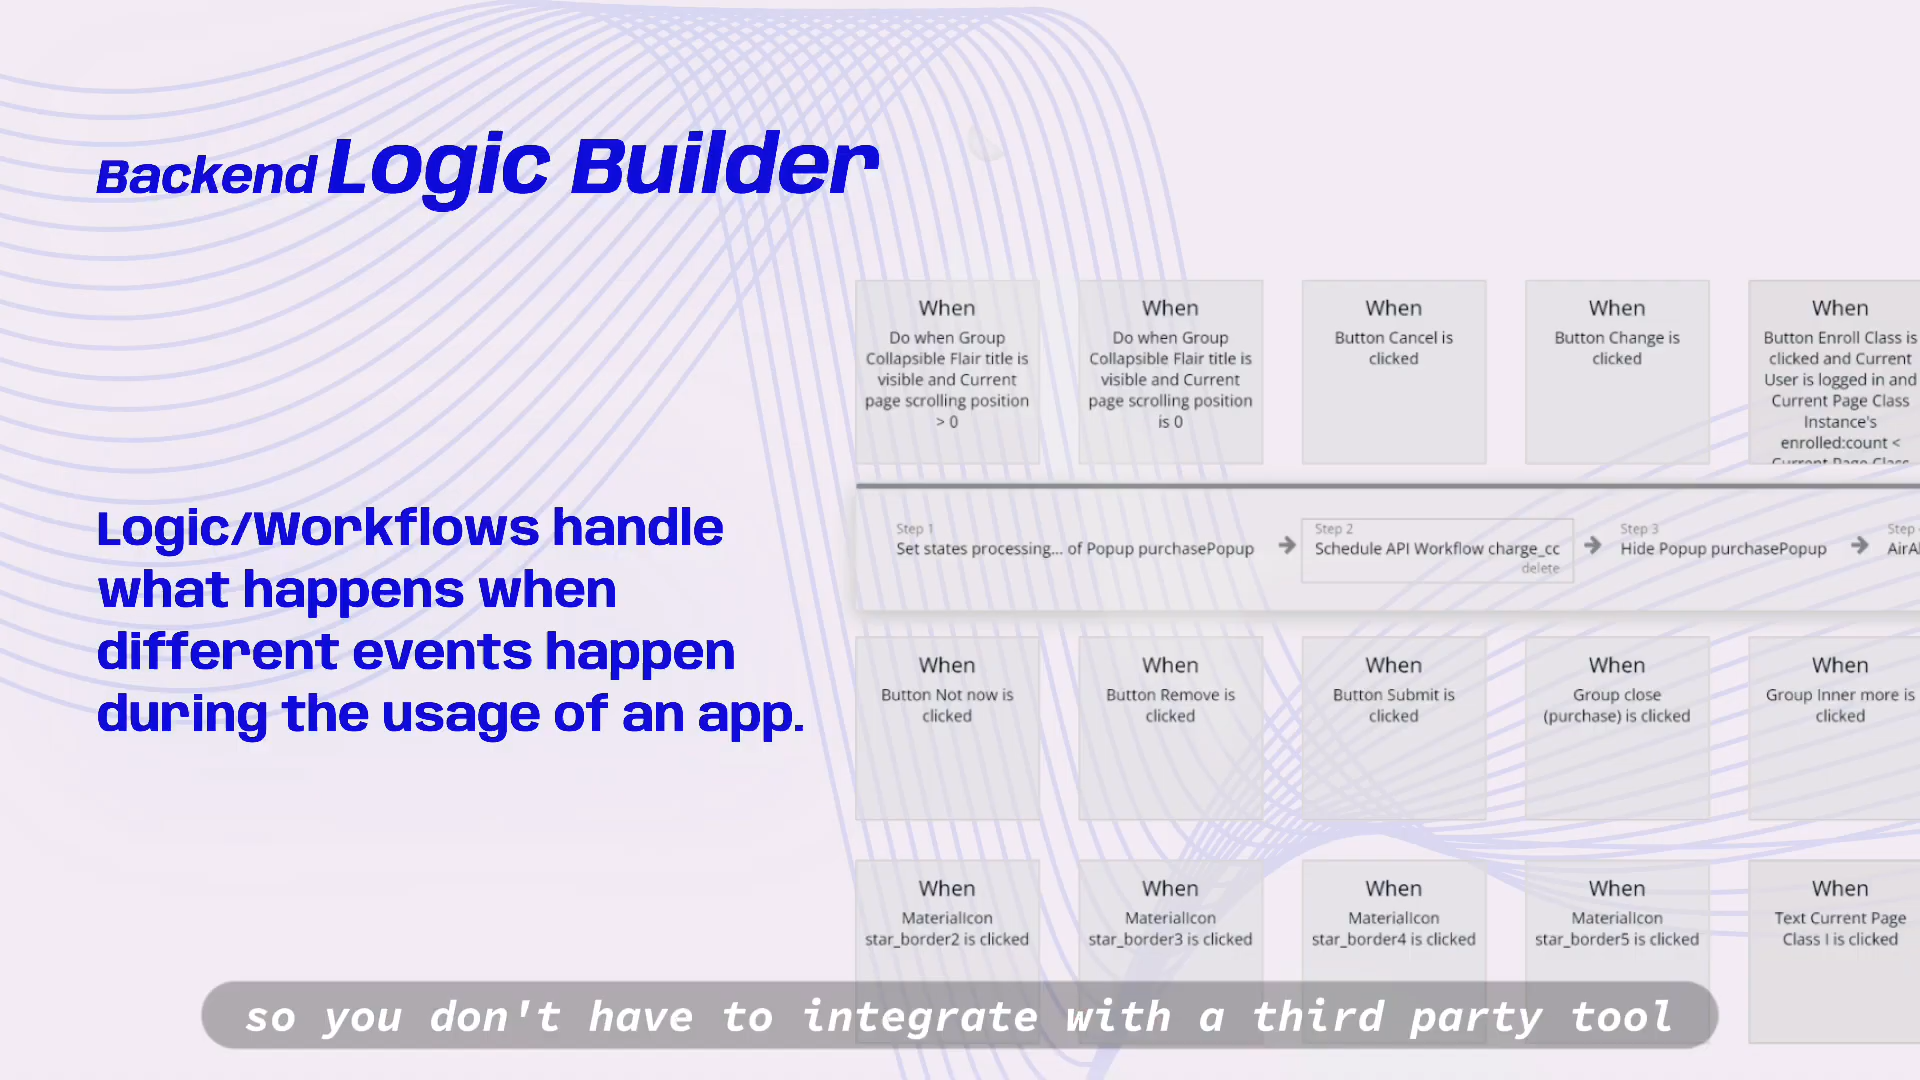 Backend Logic Builder
Logic/Workflows handle
what happens when
different events happen
during the usage of an app.
When
Do when Group
Collapsible Flair title is
visible and Current
page scrolling position
> 0
When
Do when Group
Collapsible Flair title is
visible and Current
page scrolling position
is 0
When
Button Cancel is
clicked
When
Button Change is
clicked
When
Button Enroll Class is
clicked and Current
User is logged in and
Current Page Class
Instance's
enrolled:count <
Current Page Class
Step 1
Set states processing... of Popup purchasePopup
Step 2
Schedule API Workflow charge_cc
delete
Step 3
Hide Popup purchasePopup
Step
When
Button Not now is
clicked
When
Button Remove is
clicked
When
Button Submit is
clicked
When
Group close
(purchase) is clicked
When
Group Inner more is
clicked
When
MaterialIcon
star_border2 is clicked
When
MaterialIcon
star_border3 is clicked
When
MaterialIcon
star_border4 is clicked
When
MaterialIcon
star_border5 is clicked
When
Text Current Page
Class I is clicked
so you don't have to integrate with a third party tool